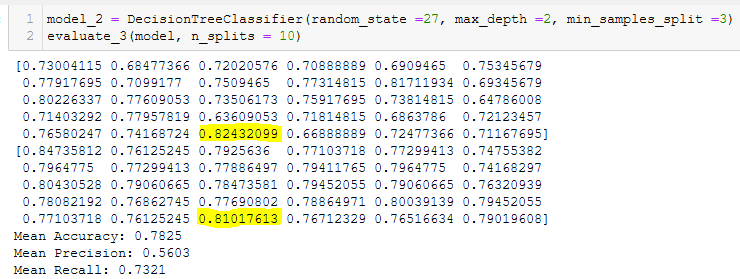 1 model_2 = DecisionTreeClassifier(random_state =27, max_depth =2, min_samples_split =3)
2 evaluate_3(model, n_splits = 10)
[0.73004115 0.68477366 0.72020576 0.70888889 0.6909465 0.75345679
0.77917695 0.7099177 0.7509465 0.77314815 0.81711934 0.69345679
0.80226337 0.77609053 0.73506173 0.75917695 0.73814815 0.64786008
0.71403292 0.77957819 0.63609053 0.71814815 0.6863786 0.72123457
0.76580247 0.74168724 0.82432099 0.66888889 0.72477366 0.71167695]
[0.84735812 0.76125245 0.7925636 0.77103718 0.77299413 0.74755382
0.7964775 0.77299413 0.77886497 0.79411765 0.7964775 0.74168297
0.80430528 0.79060665 0.78473581 0.79452055 0.79060665 0.76320939
0.78082192 0.76862745 0.77690802 0.78864971 0.80039139 0.79452055
0.77103718 0.76125245 0.81017613 0.76712329 0.76516634 0.79019608]
Mean Accuracy: 0.7825
Mean Precision: 0.5603
Mean Recall: 0.7321